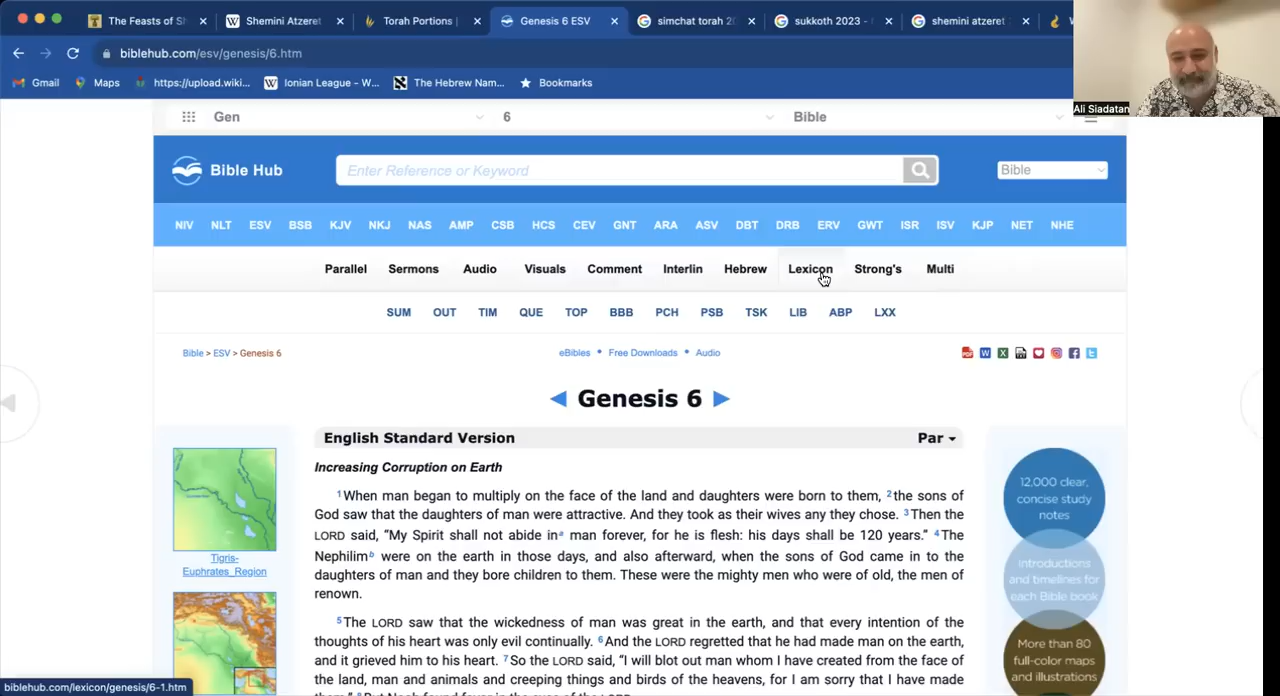 The Feasts of Sh
Shemini Atzeret
Torah Portions |
Genesis 6 ESV
simchat torah 20
sukkoth 2023 -
shemini atzeret
biblehub.com/esv/genesis/6.htm
Gmail
Maps
https://upload.wiki...
Ionian League - W...
The Hebrew Nam...
Bookmarks
Ali Siadatan
Gen
6
Bible
Bible Hub
Enter Reference or Keyword
Bible
NIV NLT ESV BSB KJV NKJ NAS AMP CSB HCS CEV GNT ARA ASV DBT DRB ERV GWT ISR ISV KJP NET NHE
Parallel Sermons Audio Visuals Comment Interlin Hebrew Lexicon Strong's Multi
SUM OUT TIM QUE TOP BBB PCH PSB TSK LIB ABP LXX
Bible > ESV > Genesis 6
eBibles • Free Downloads • Audio
◄ Genesis 6 ►
English Standard Version
Par
Increasing Corruption on Earth
1When man began to multiply on the face of the land and daughters were born to them, 2the sons of
God saw that the daughters of man were attractive. And they took as their wives any they chose. 3Then the
LORD said, “My Spirit shall not abide ina man forever, for he is flesh: his days shall be 120 years.” 4The
Nephilimb were on the earth in those days, and also afterward, when the sons of God came in to the
daughters of man and they bore children to them. These were the mighty men who were of old, the men of
renown.
5The LORD saw that the wickedness of man was great in the earth, and that every intention of the
thoughts of his heart was only evil continually. 6And the LORD regretted that he had made man on the earth,
and it grieved him to his heart. 7So the LORD said, “I will blot out man whom I have created from the face of
the land, man and animals and creeping things and birds of the heavens, for I am sorry that I have made
them.” 8But Noah found favor in the eyes of the LORD.
Tigris-
Euphrates_Region
12,000 clear,
concise study
notes
Introductions
and timelines for
each Bible book
More than 80
full-color maps
and illustrations
biblehub.com/lexicon/genesis/6-1.htm